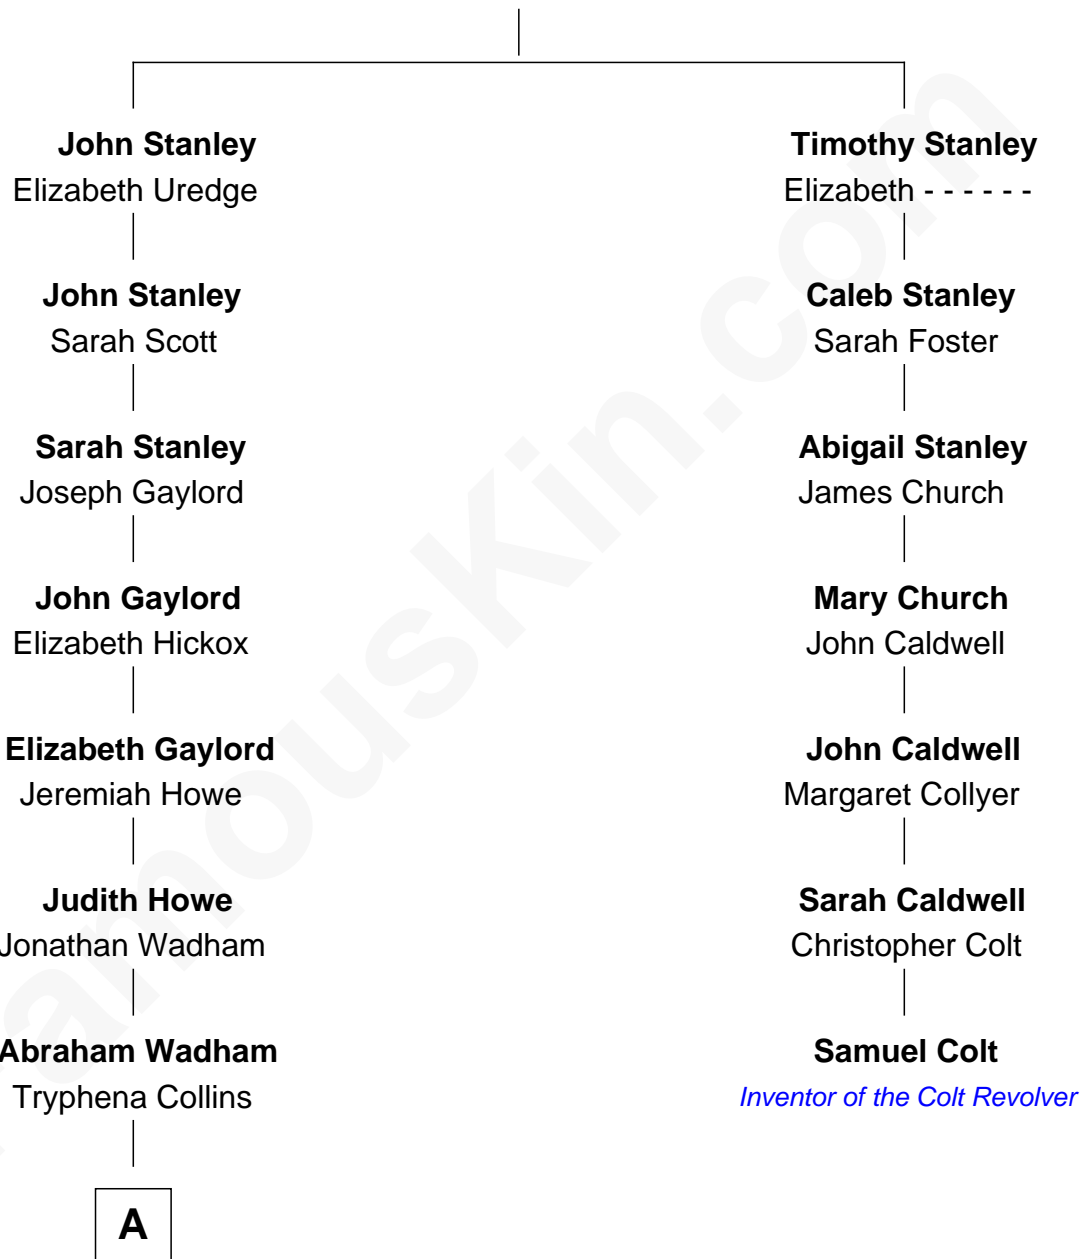 John Stanley
Elizabeth Uredge
Timothy Stanley
Elizabeth - - - - - -
John Stanley
Sarah Scott
Caleb Stanley
Sarah Foster
Sarah Stanley
Joseph Gaylord
Abigail Stanley
James Church
John Gaylord
Elizabeth Hickox
Mary Church
John Caldwell
Elizabeth Gaylord
Jeremiah Howe
John Caldwell
Margaret Collyer
Judith Howe
Jonathan Wadham
Sarah Caldwell
Christopher Colt
Abraham Wadham
Tryphena Collins
Samuel Colt
Inventor of the Colt Revolver
A
FamousKin.com